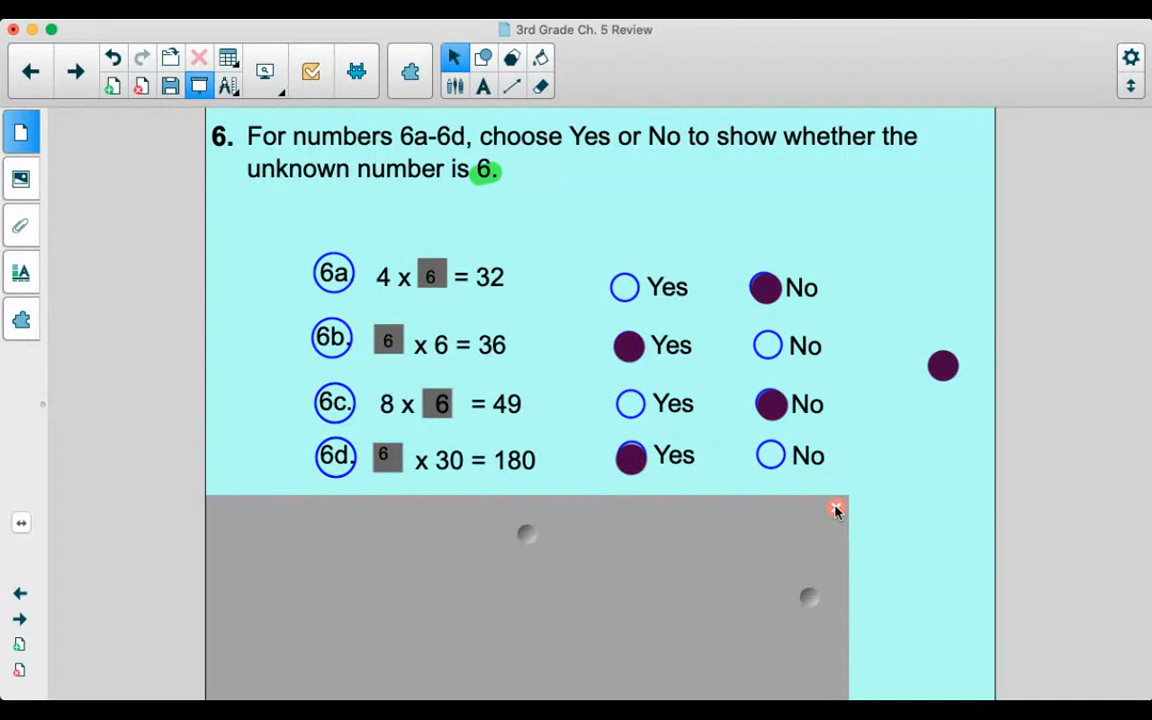 3rd Grade Ch. 5 Review
6. For numbers 6a-6d, choose Yes or No to show whether the
unknown number is 6.
6a 4 x 6 = 32 Yes No
6b. 6 x 6 = 36 Yes No
6c. 8 x 6 = 49 Yes No
6d. 6 x 30 = 180 Yes No